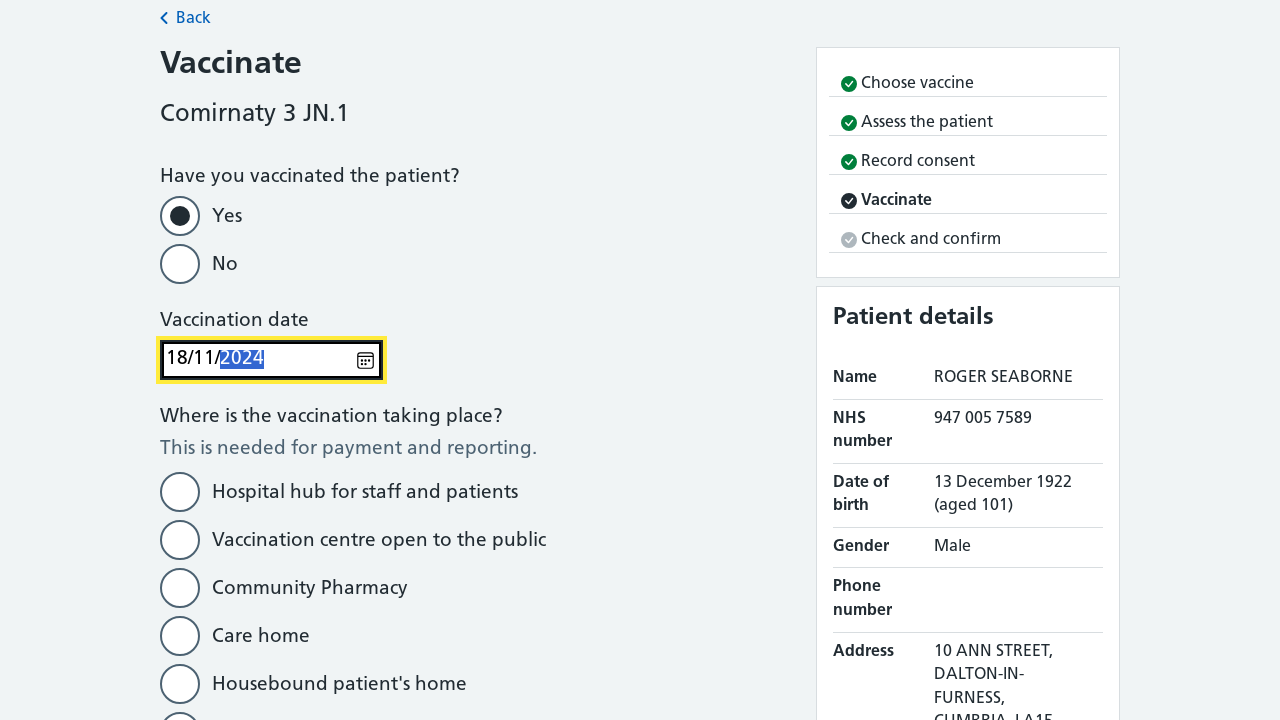 Back
Vaccinate
Comirnaty 3 JN.1
Have you vaccinated the patient?
Yes
No
Vaccination date
18/11/2024
Where is the vaccination taking place?
This is needed for payment and reporting.
Hospital hub for staff and patients
Vaccination centre open to the public
Community Pharmacy
Care home
Housebound patient's home
Choose vaccine
Assess the patient
Record consent
Vaccinate
Check and confirm
Patient details
Name ROGER SEABORNE
NHS number 947 005 7589
Date of birth 13 December 1922
(aged 101)
Gender Male
Phone number
Address 10 ANN STREET,
DALTON-IN-
FURNESS,
CUMBRIA, LA15